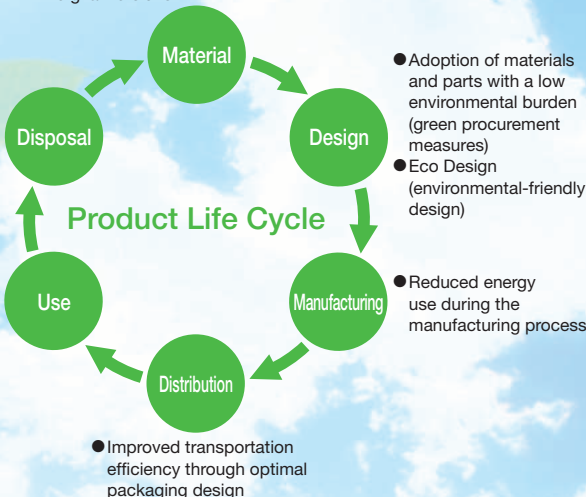 Material
●Adoption of materials
and parts with a low
environmental burden
(green procurement
measures)
●Eco Design
(environmental-friendly
design)
Disposal
Design
Product Life Cycle
Use
Manufacturing
●Reduced energy
use during the
manufacturing process
Distribution
●Improved transportation
efficiency through optimal
packaging design